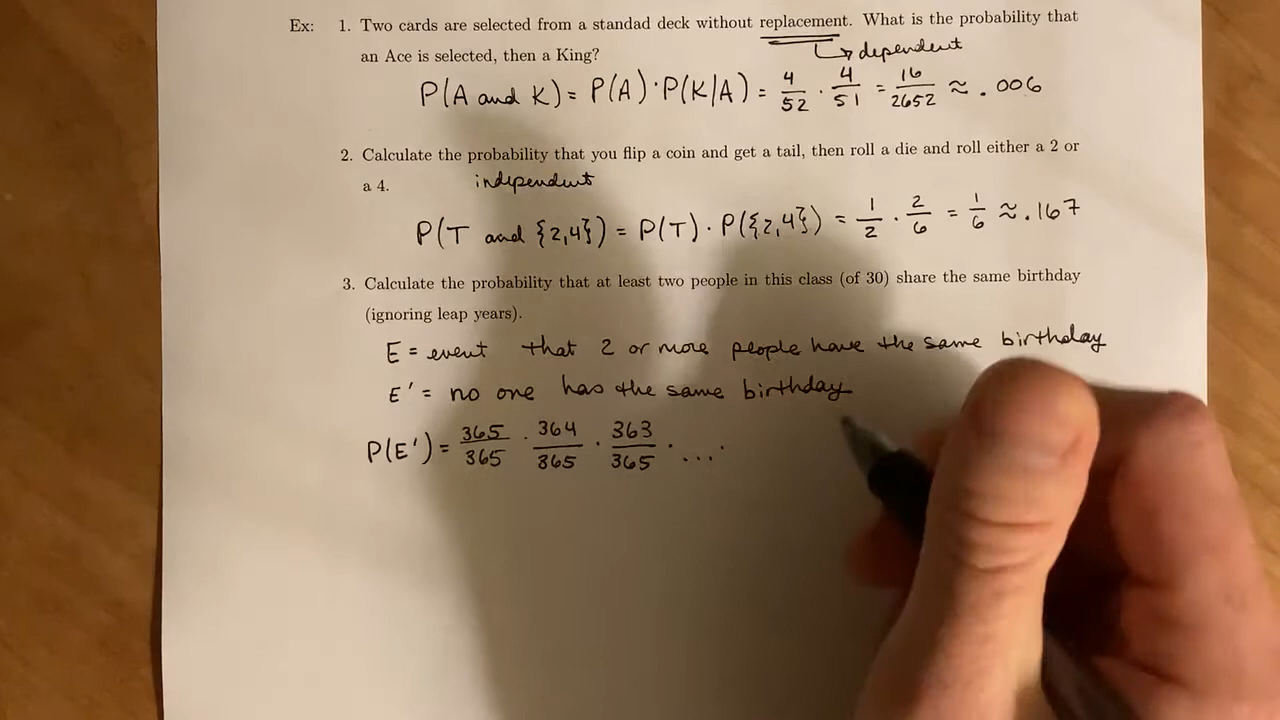 Ex: 1. Two cards are selected from a standad deck without replacement. What is the probability that
an Ace is selected, then a King?
↳ dependent
P(A and K) = P(A) · P(K/A) = 4/52 · 4/51 = 16/2652 ≈ .006
2. Calculate the probability that you flip a coin and get a tail, then roll a die and roll either a 2 or
a 4.
independent
P(T and {2,4}) = P(T) · P({2,4}) = 1/2 · 2/6 = 1/6 ≈ .167
3. Calculate the probability that at least two people in this class (of 30) share the same birthday
(ignoring leap years).
E = event that 2 or more people have the same birthday
E' = no one has the same birthday
P(E') = 365/365 · 364/365 · 363/365 · ... ·